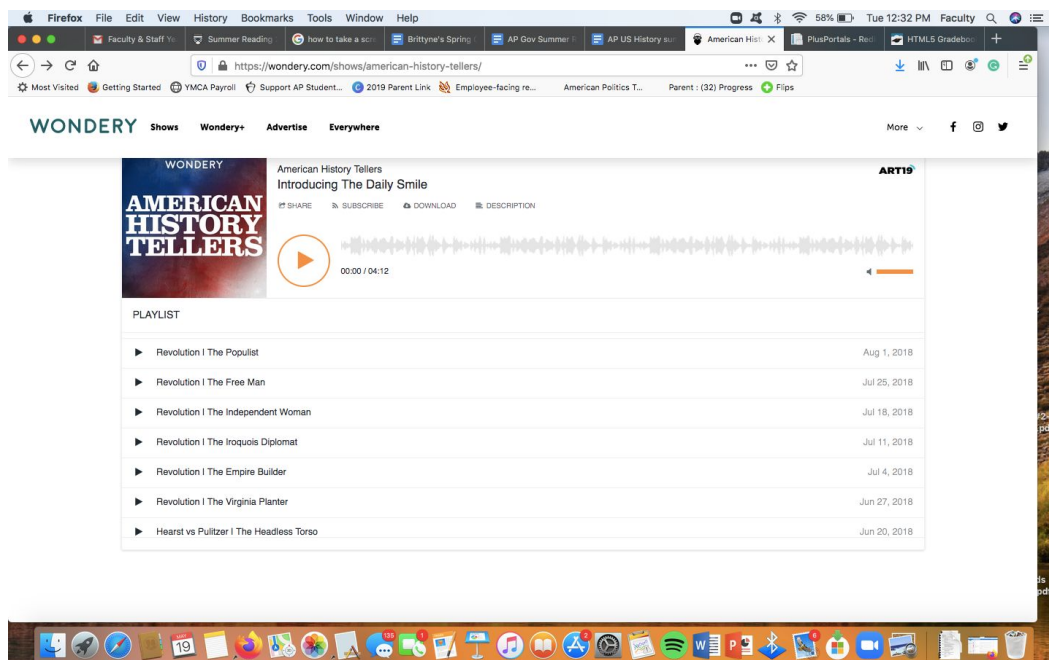 Firefox File Edit View History Bookmarks Tools Window Help 58% Tue 12:32 PM Faculty
Faculty & Staff Ye Summer Reading how to take a scr Brittyne's Spring AP Gov Summer AP US History su American Hist PlusPortals - Red HTML5 Gradeboo
https://wondery.com/shows/american-history-tellers/
Most Visited Getting Started YMCA Payroll Support AP Student... 2019 Parent Link Employee-facing re... American Politics T... Parent : (32) Progress Flips
WONDERY Shows Wondery+ Advertise Everywhere More
WONDERY
AMERICAN
HISTORY
TELLERS
American History Tellers
ART19
Introducing The Daily Smile
SHARE SUBSCRIBE DOWNLOAD DESCRIPTION
00:00 / 04:12
PLAYLIST
Revolution | The Populist Aug 1, 2018
Revolution | The Free Man Jul 25, 2018
Revolution | The Independent Woman Jul 18, 2018
Revolution | The Iroquois Diplomat Jul 11, 2018
Revolution | The Empire Builder Jul 4, 2018
Revolution | The Virginia Planter Jun 27, 2018
Hearst vs Pulitzer | The Headless Torso Jun 20, 2018
MAY
19
135
1
2
6